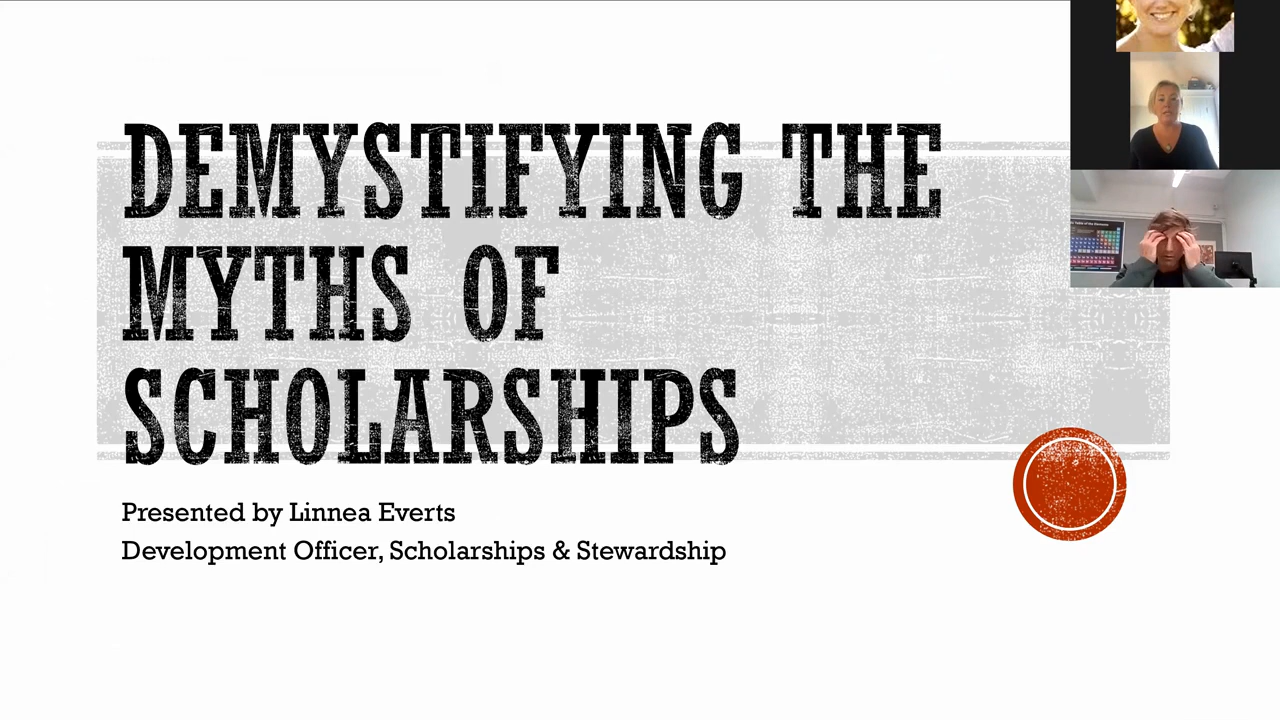 DEMYSTIFYING THE
MYTHS OF
SCHOLARSHIPS
Presented by Linnea Everts
Development Officer, Scholarships & Stewardship